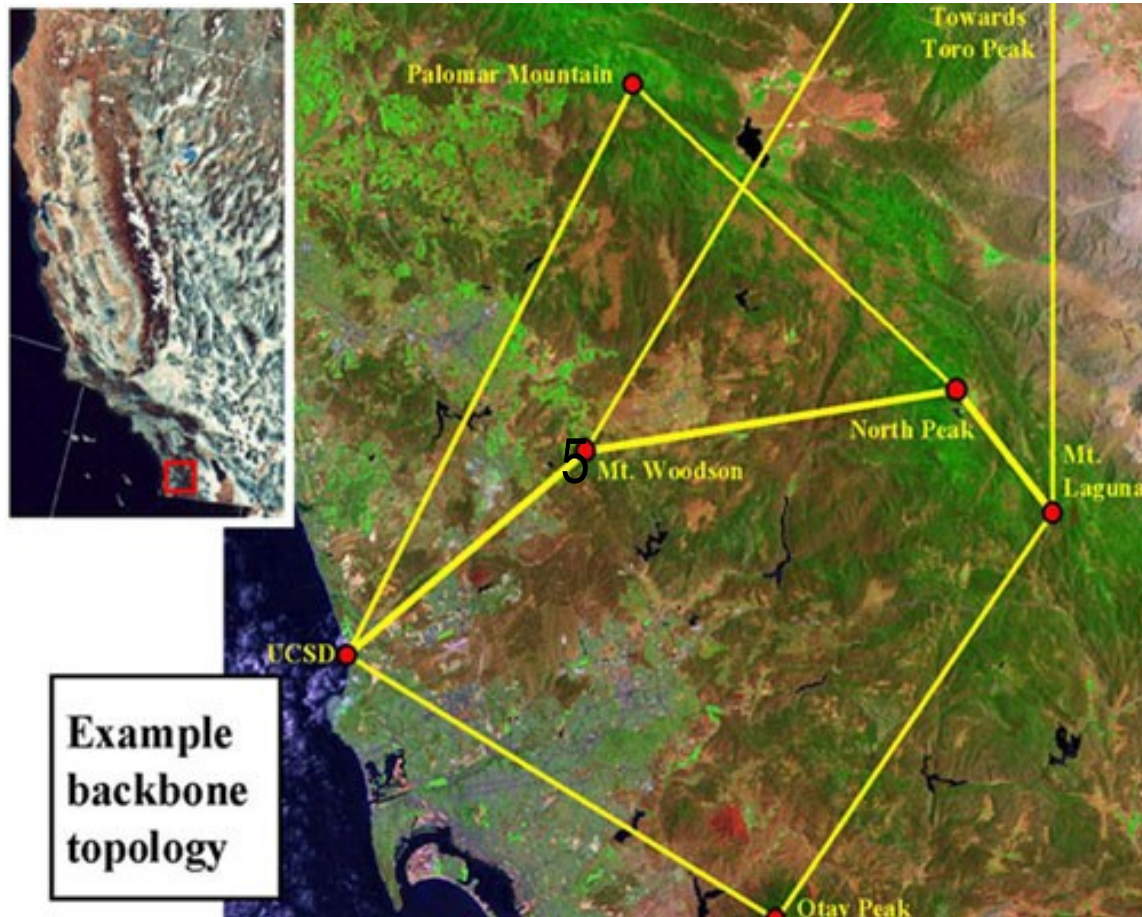 Towards
Toro Peak
Palomar Mountain
North Peak
5
Mt. Woodson
Mt.
Laguna
UCSD
Example
backbone
topology
Otay Peak